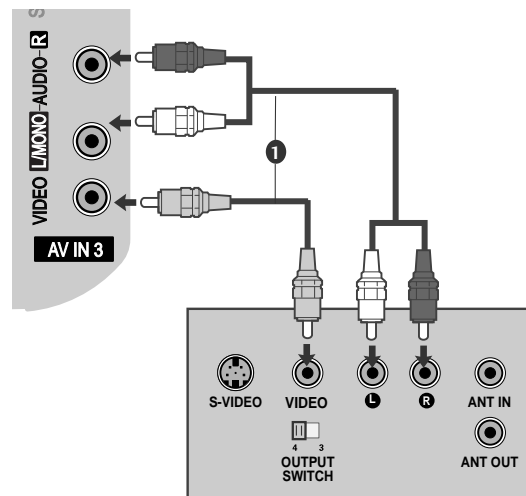 S
VIDEO L/MONO-AUDIO-R
AV IN 3
1
S-VIDEO
VIDEO
L
R
ANT IN
4 3
OUTPUT
SWITCH
ANT OUT